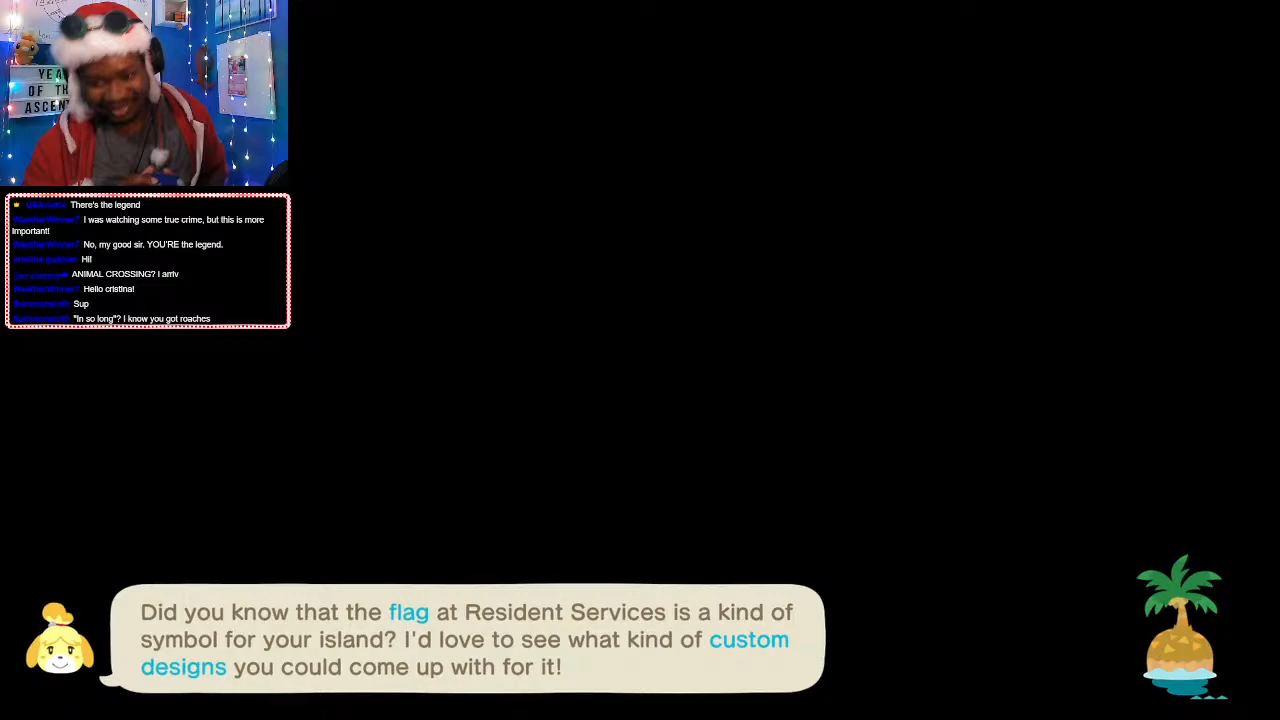 YEA
OF TH
ASCEN
There's the legend
I was watching some true crime, but this is more
important!
No, my good sir. YOU'RE the legend.
Hi!
ANIMAL CROSSING? I arriv
Hello cristina!
Sup
"In so long"? I know you got roaches
Did you know that the flag at Resident Services is a kind of
symbol for your island? I'd love to see what kind of custom
designs you could come up with for it!